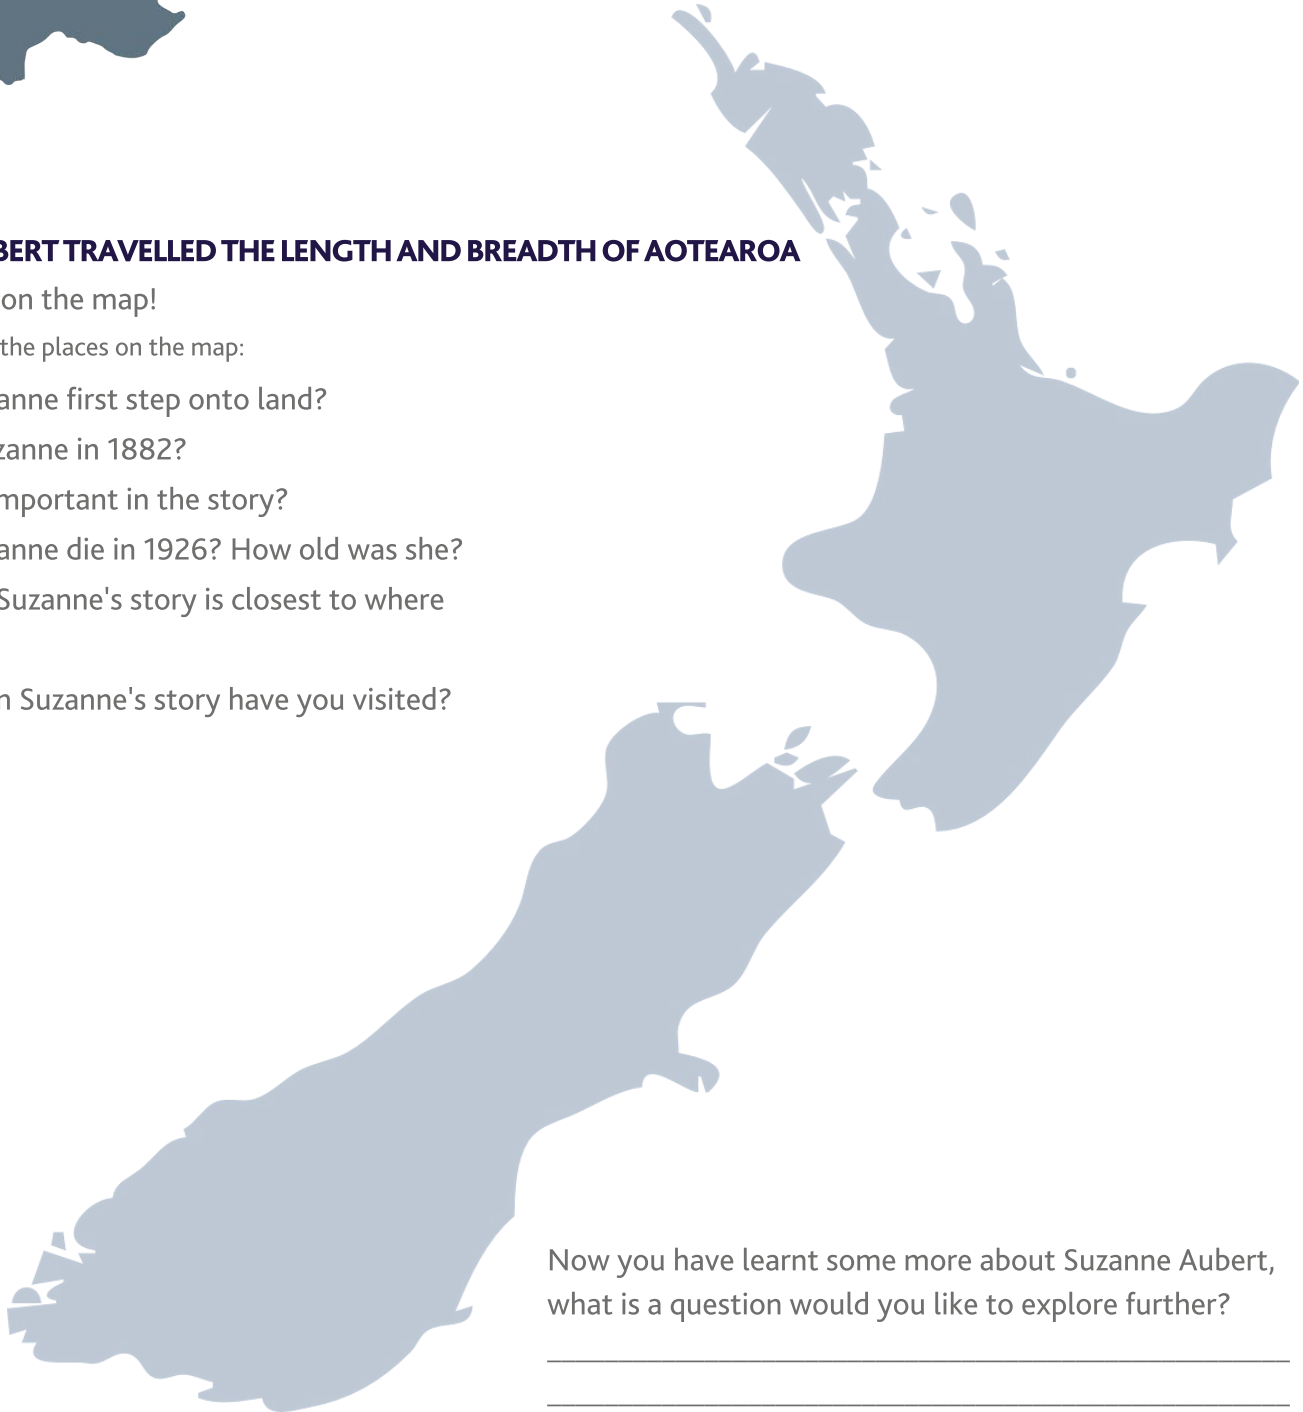 BERT TRAVELLED THE LENGTH AND BREADTH OF AOTEAROA
on the map!
the places on the map:
anne first step onto land?
zanne in 1882?
mportant in the story?
anne die in 1926? How old was she?
Suzanne's story is closest to where
n Suzanne's story have you visited?
Now you have learnt some more about Suzanne Aubert,
what is a question would you like to explore further?